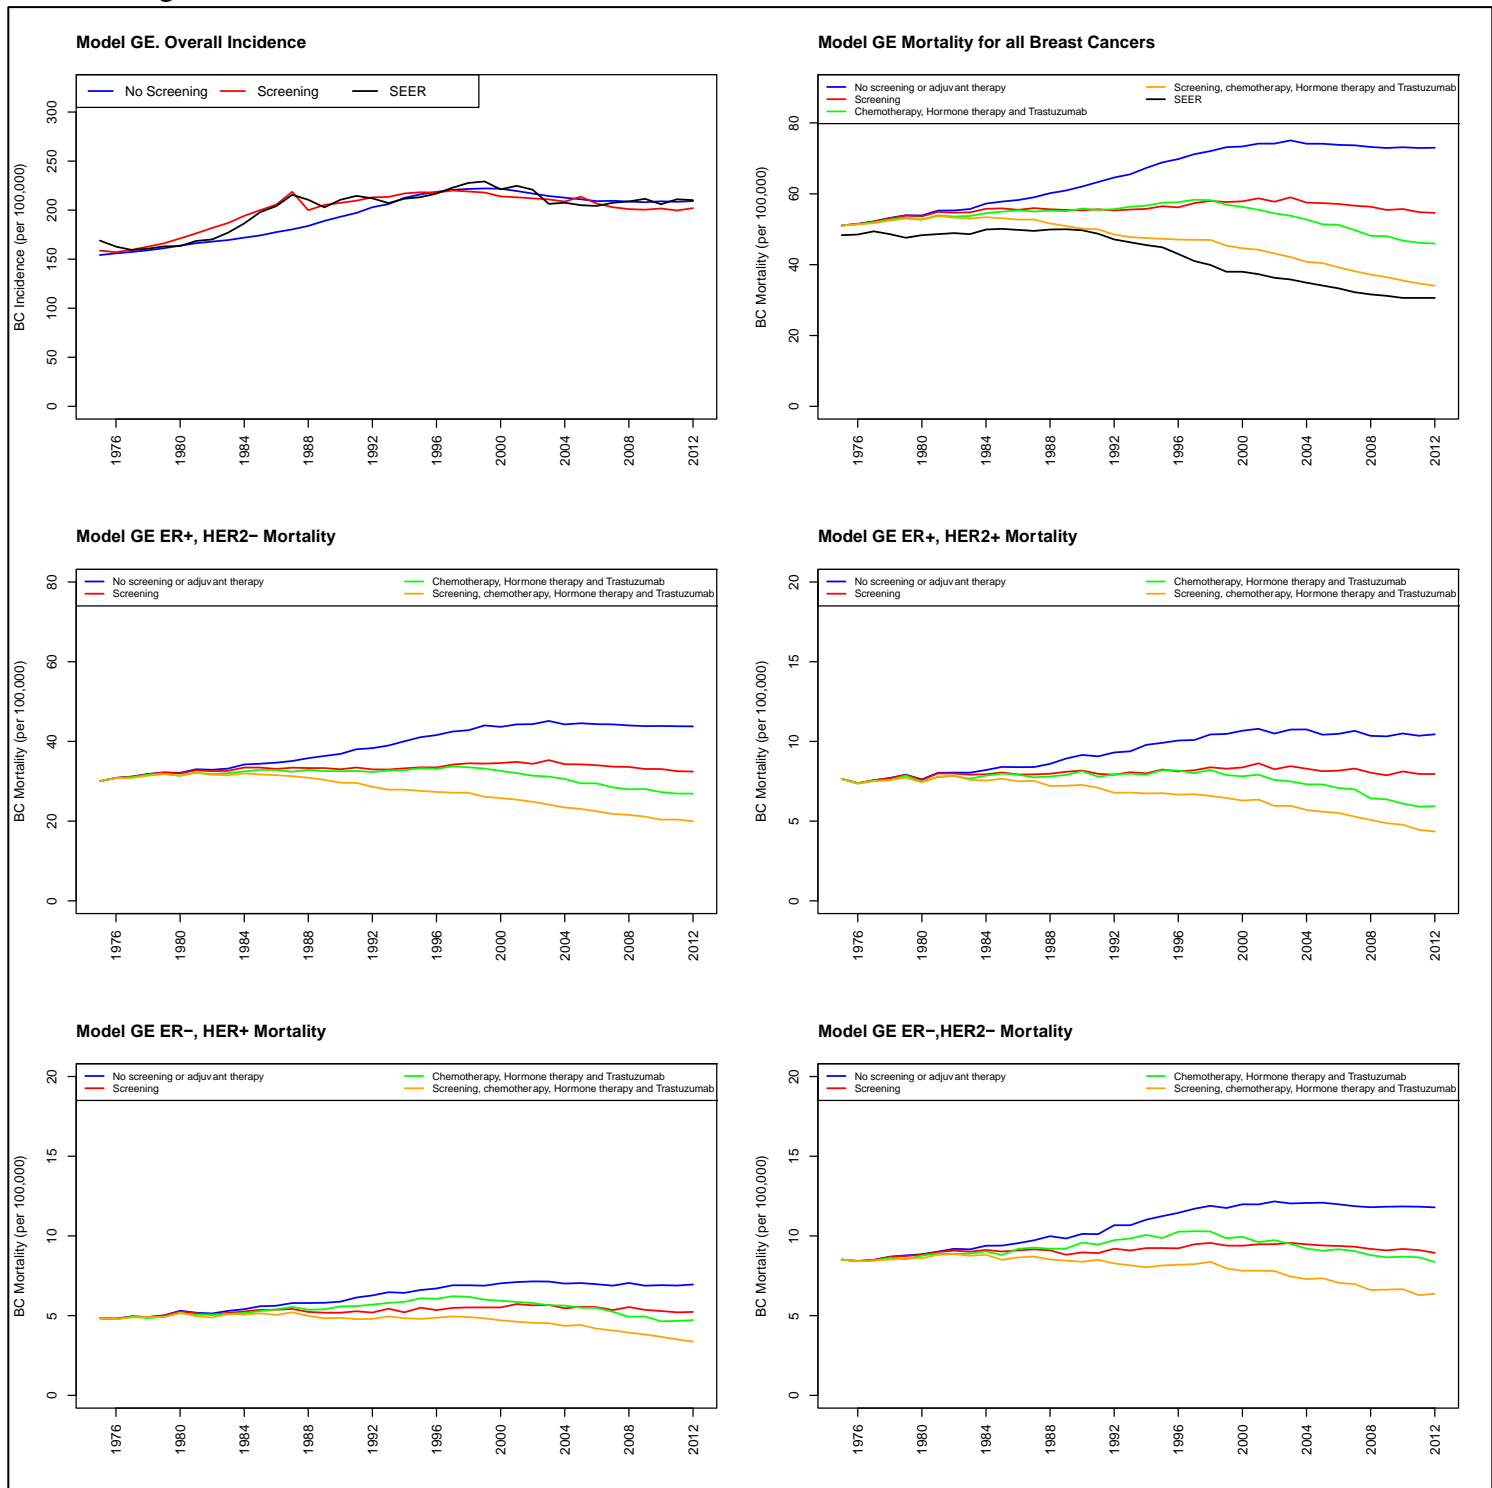 Model GE. Overall Incidence
No Screening Screening SEER
BC Incidence (per 100,000)
0 50 100 150 200 250 300
1976 1980 1984 1988 1992 1996 2000 2004 2008 2012
Model GE Mortality for all Breast Cancers
No screening or adjuvant therapy
Screening
Chemotherapy, Hormone therapy and Trastuzumab
Screening, chemotherapy, Hormone therapy and Trastuzumab
SEER
BC Mortality (per 100,000)
0 20 40 60 80
1976 1980 1984 1988 1992 1996 2000 2004 2008 2012
Model GE ER+, HER2− Mortality
No screening or adjuvant therapy
Screening
Chemotherapy, Hormone therapy and Trastuzumab
Screening, chemotherapy, Hormone therapy and Trastuzumab
BC Mortality (per 100,000)
0 20 40 60 80
1976 1980 1984 1988 1992 1996 2000 2004 2008 2012
Model GE ER+, HER2+ Mortality
No screening or adjuvant therapy
Screening
Chemotherapy, Hormone therapy and Trastuzumab
Screening, chemotherapy, Hormone therapy and Trastuzumab
BC Mortality (per 100,000)
0 5 10 15 20
1976 1980 1984 1988 1992 1996 2000 2004 2008 2012
Model GE ER−, HER+ Mortality
No screening or adjuvant therapy
Screening
Chemotherapy, Hormone therapy and Trastuzumab
Screening, chemotherapy, Hormone therapy and Trastuzumab
BC Mortality (per 100,000)
0 5 10 15 20
1976 1980 1984 1988 1992 1996 2000 2004 2008 2012
Model GE ER−,HER2− Mortality
No screening or adjuvant therapy
Screening
Chemotherapy, Hormone therapy and Trastuzumab
Screening, chemotherapy, Hormone therapy and Trastuzumab
BC Mortality (per 100,000)
0 5 10 15 20
1976 1980 1984 1988 1992 1996 2000 2004 2008 2012